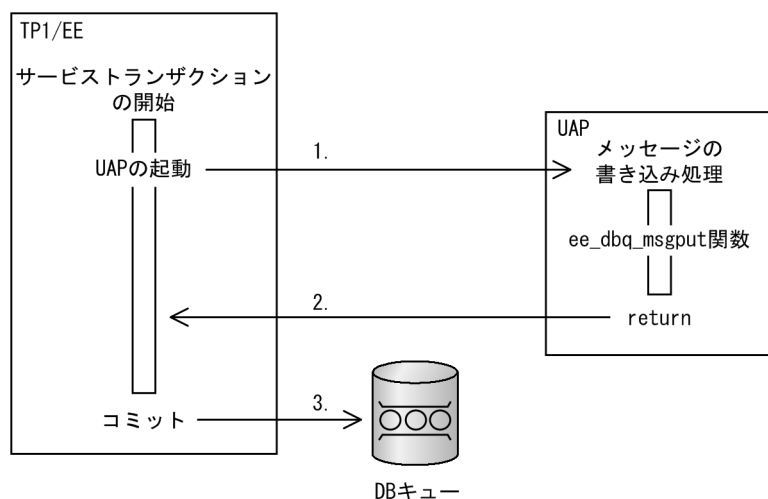 TP1/EE
サービストランザクション
の開始
UAPの起動
1.
UAP
メッセージの
書き込み処理
ee_dbq_msgput関数
2.
return
コミット
3.
DBキュー